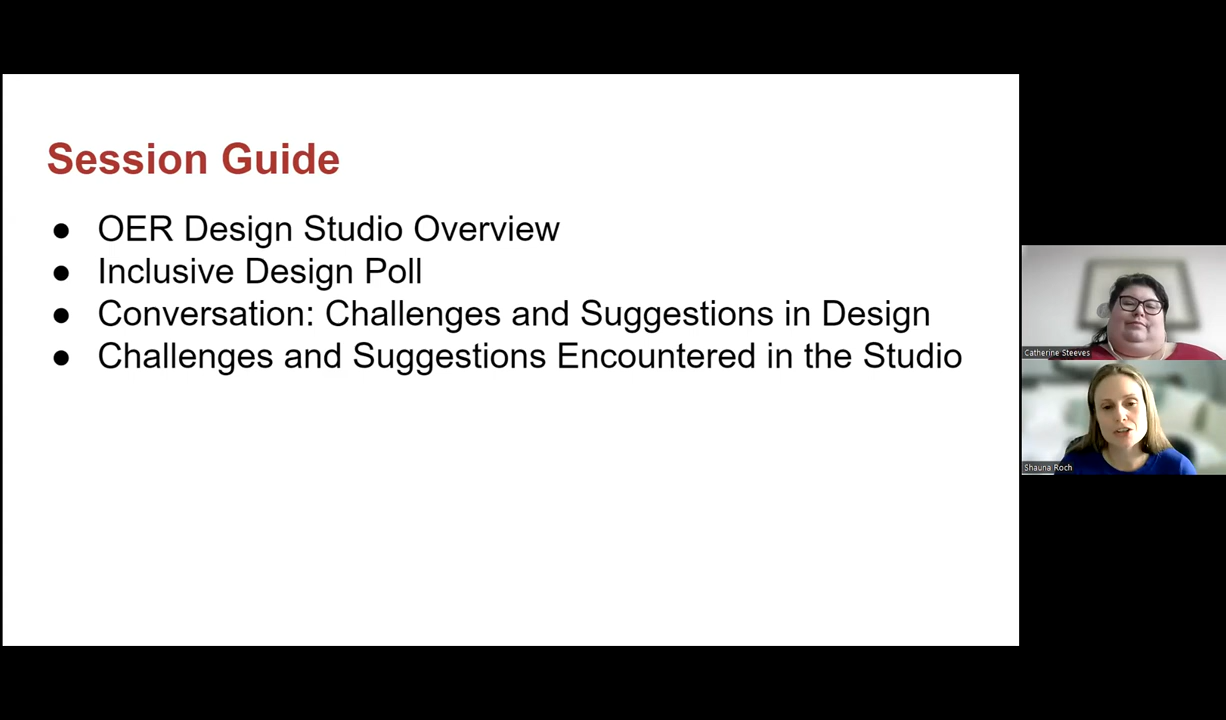 Session Guide
● OER Design Studio Overview
● Inclusive Design Poll
● Conversation: Challenges and Suggestions in Design
● Challenges and Suggestions Encountered in the Studio
Catherine Steeves
Shauna Roch